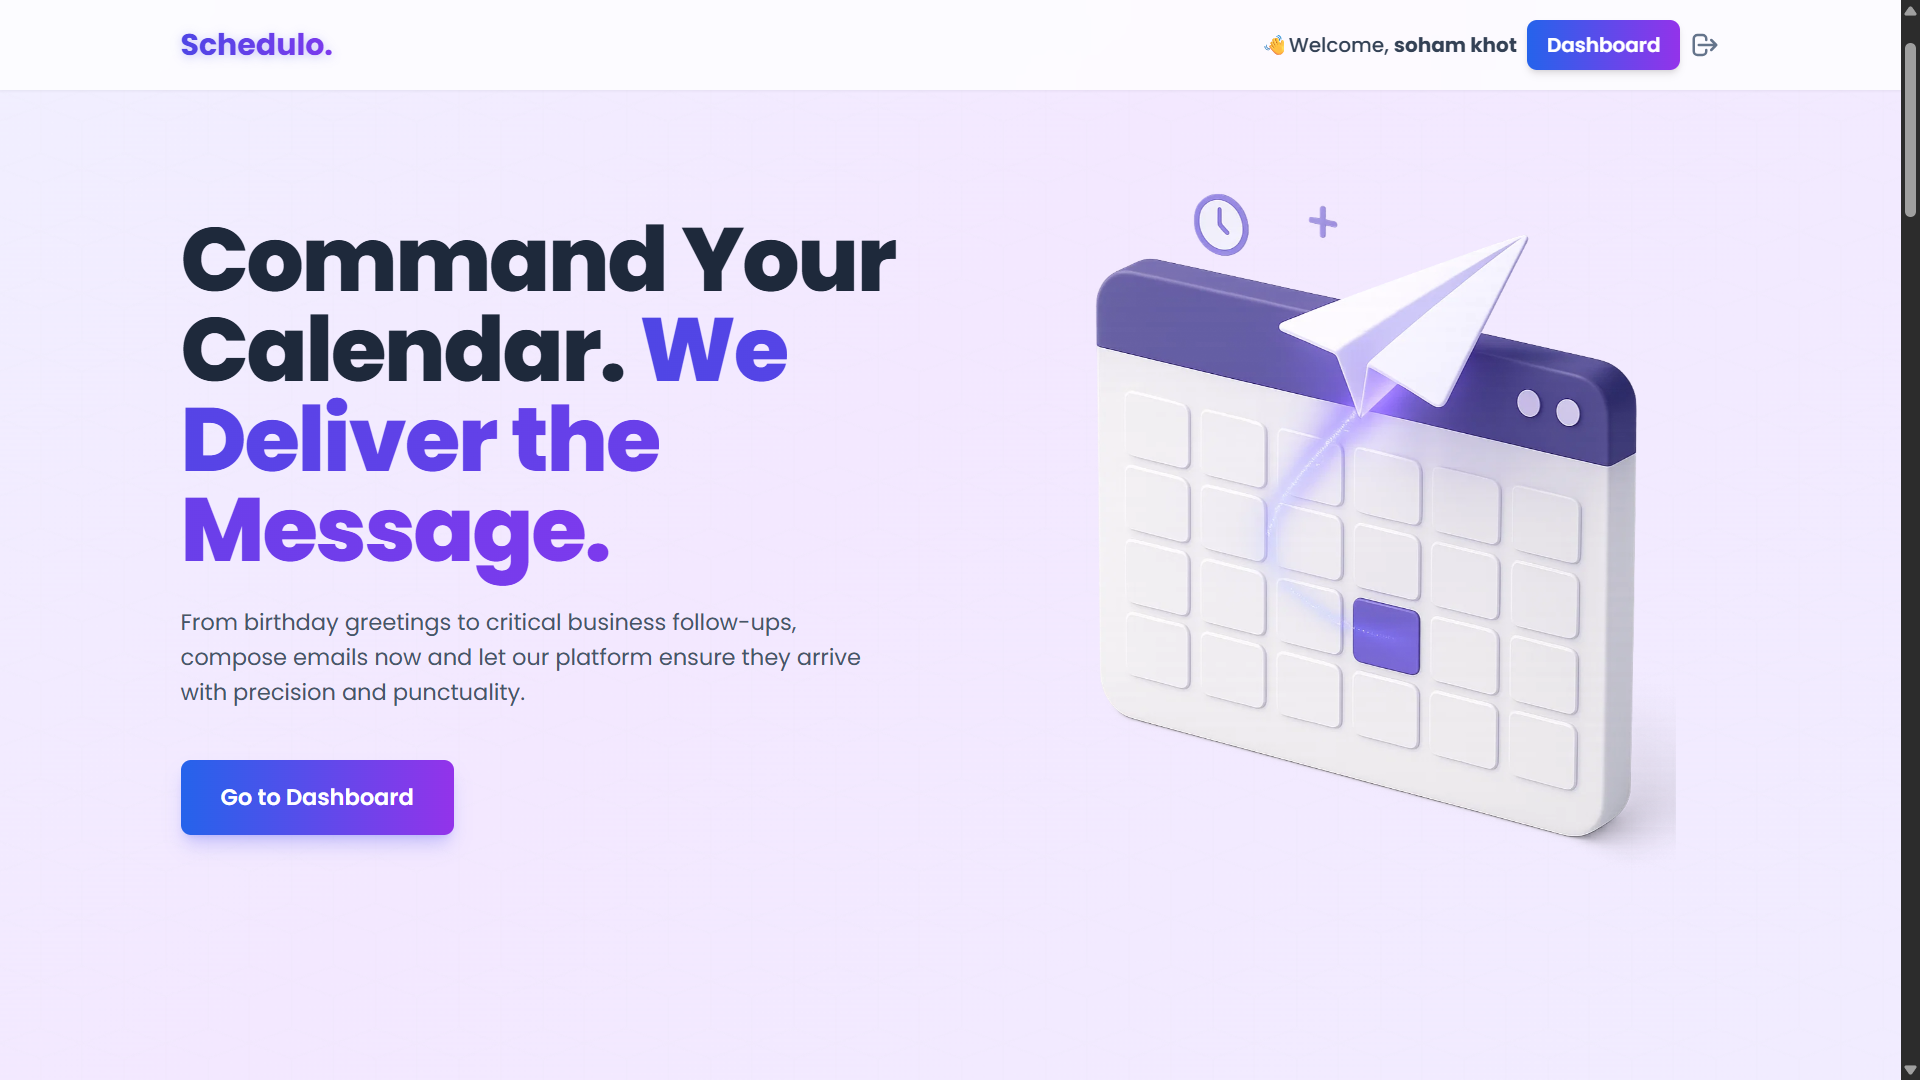 Schedulo.
👋 Welcome, soham khot
Dashboard
Command Your
Calendar. We
Deliver the
Message.
From birthday greetings to critical business follow-ups,
compose emails now and let our platform ensure they arrive
with precision and punctuality.
Go to Dashboard